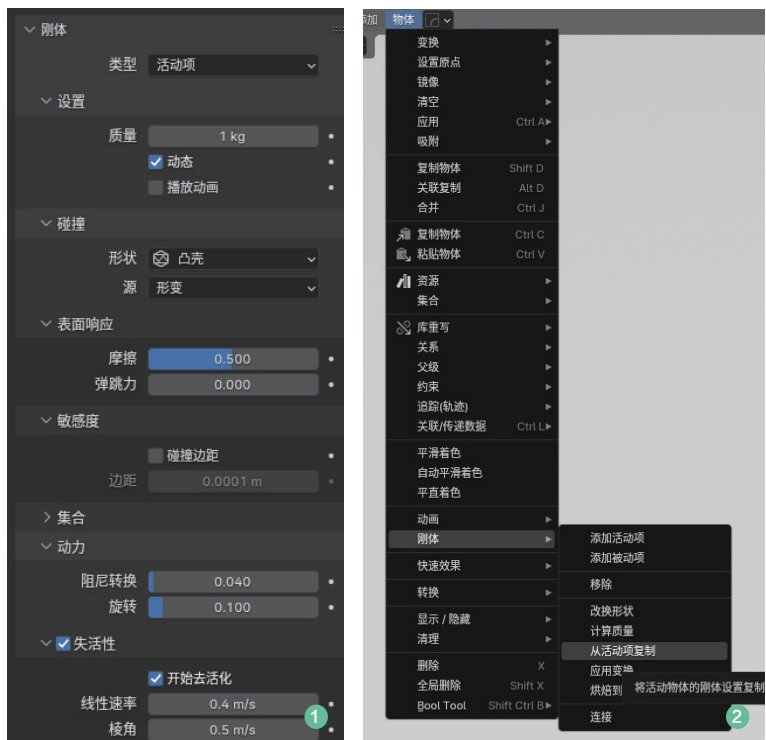 刚体
类型 活动项
设置
质量 1 kg
动态
播放动画
碰撞
形状 凸壳
源 形变
表面响应
摩擦 0.500
弹跳力 0.000
敏感度
碰撞边距
边距 0.0001 m
集合
动力
阻尼转换 0.040
旋转 0.100
失活性
开始去活化
线性速率 0.4 m/s
棱角 0.5 m/s
1
添加 物体
变换
设置原点
镜像
清空
应用 Ctrl A
吸附
复制物体 Shift D
关联复制 Alt D
合并 Ctrl J
复制物体 Ctrl C
粘贴物体 Ctrl V
资源
集合
库重写
关系
父级
约束
追踪(轨迹)
关联/传递数据 Ctrl L
平滑着色
自动平滑着色
平直着色
动画
刚体
快速效果
转换
显示 / 隐藏
清理
删除 X
全局删除 Shift X
Bool Tool Shift Ctrl B
添加活动项
添加被动项
移除
改换形状
计算质量
从活动项复制
应用变换
烘焙到
将活动物体的刚体设置复制
连接
2